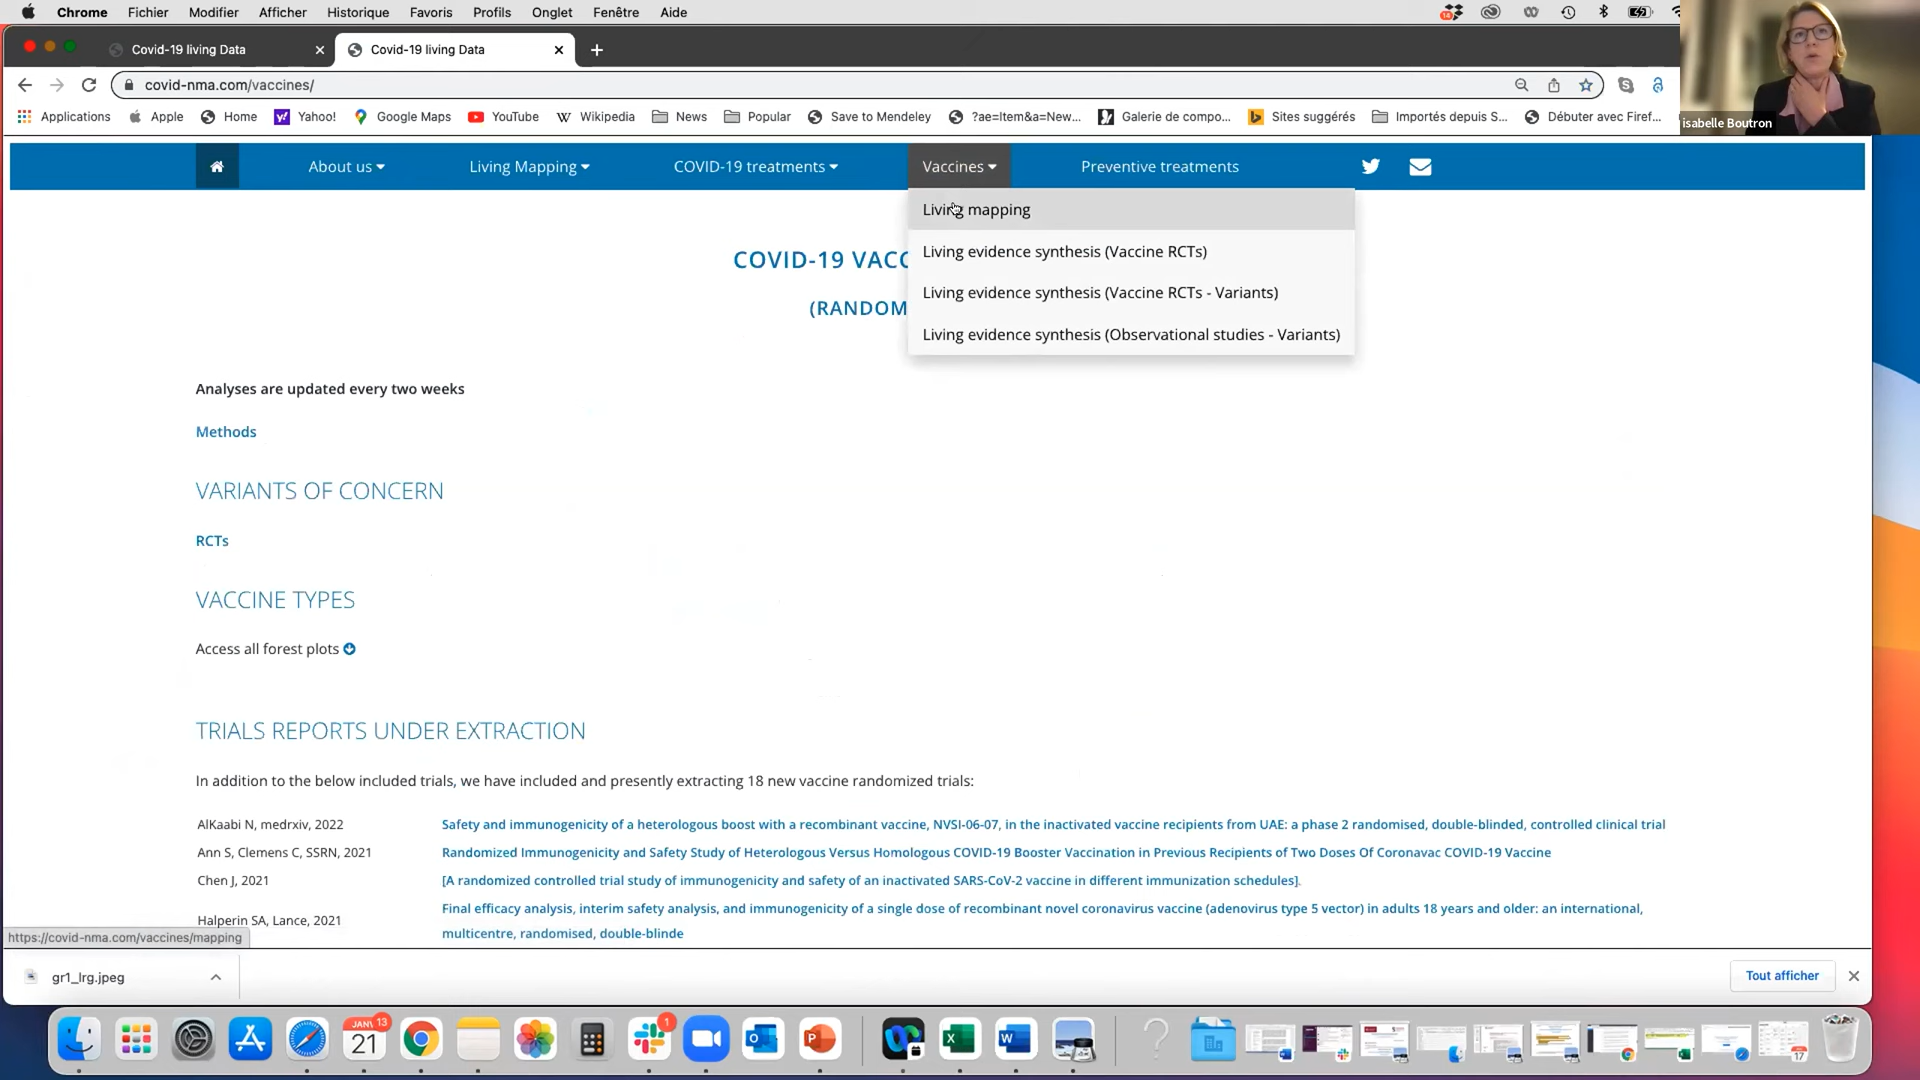 Chrome Fichier Modifier Afficher Historique Favoris Profils Onglet Fenêtre Aide
Covid-19 living Data
Covid-19 living Data
covid-nma.com/vaccines/
Applications Apple Home Yahoo! Google Maps YouTube Wikipedia News Popular Save to Mendeley ?ae=Item&a=New... Galerie de compo... Sites suggérés Importés depuis S... Débuter avec Firef...
isabelle Boutron
About us Living Mapping COVID-19 treatments Vaccines Preventive treatments
Living mapping
Living evidence synthesis (Vaccine RCTs)
Living evidence synthesis (Vaccine RCTs - Variants)
Living evidence synthesis (Observational studies - Variants)
COVID-19 VACC
(RANDOM
Analyses are updated every two weeks
Methods
VARIANTS OF CONCERN
RCTs
VACCINE TYPES
Access all forest plots
TRIALS REPORTS UNDER EXTRACTION
In addition to the below included trials, we have included and presently extracting 18 new vaccine randomized trials:
AlKaabi N, medrxiv, 2022 Safety and immunogenicity of a heterologous boost with a recombinant vaccine, NVSI-06-07, in the inactivated vaccine recipients from UAE: a phase 2 randomised, double-blinded, controlled clinical trial
Ann S, Clemens C, SSRN, 2021 Randomized Immunogenicity and Safety Study of Heterologous Versus Homologous COVID-19 Booster Vaccination in Previous Recipients of Two Doses Of Coronavac COVID-19 Vaccine
Chen J, 2021 [A randomized controlled trial study of immunogenicity and safety of an inactivated SARS-CoV-2 vaccine in different immunization schedules].
Halperin SA, Lance, 2021 Final efficacy analysis, interim safety analysis, and immunogenicity of a single dose of recombinant novel coronavirus vaccine (adenovirus type 5 vector) in adults 18 years and older: an international,
multicentre, randomised, double-blinde
https://covid-nma.com/vaccines/mapping
gr1_lrg.jpeg
Tout afficher
JANV. 13
21
1
17